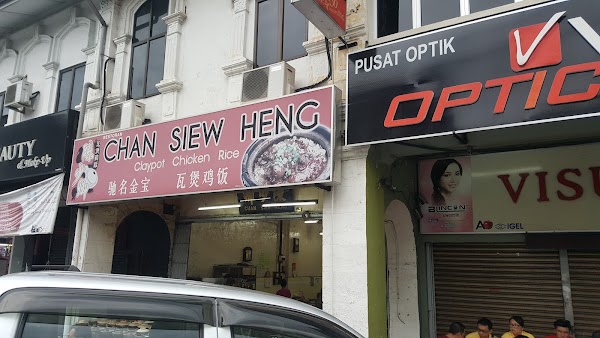 RESTORAN
CHAN SIEW HENG
Claypot Chicken Rice
驰名金宝 瓦煲鸡饭
PUSAT OPTIK
OPTIC
VISU
IGEL
AUTY